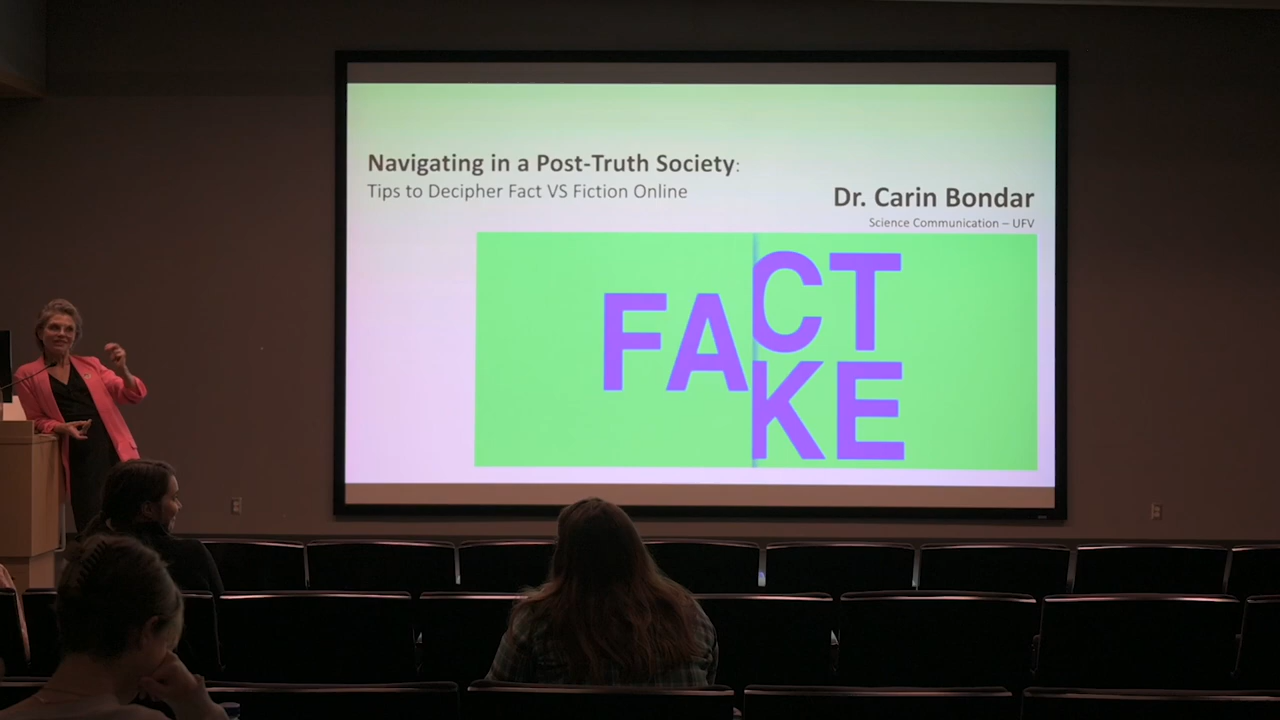 Navigating in a Post-Truth Society:
Tips to Decipher Fact VS Fiction Online
Dr. Carin Bondar
Science Communication – UFV
FACT
KE